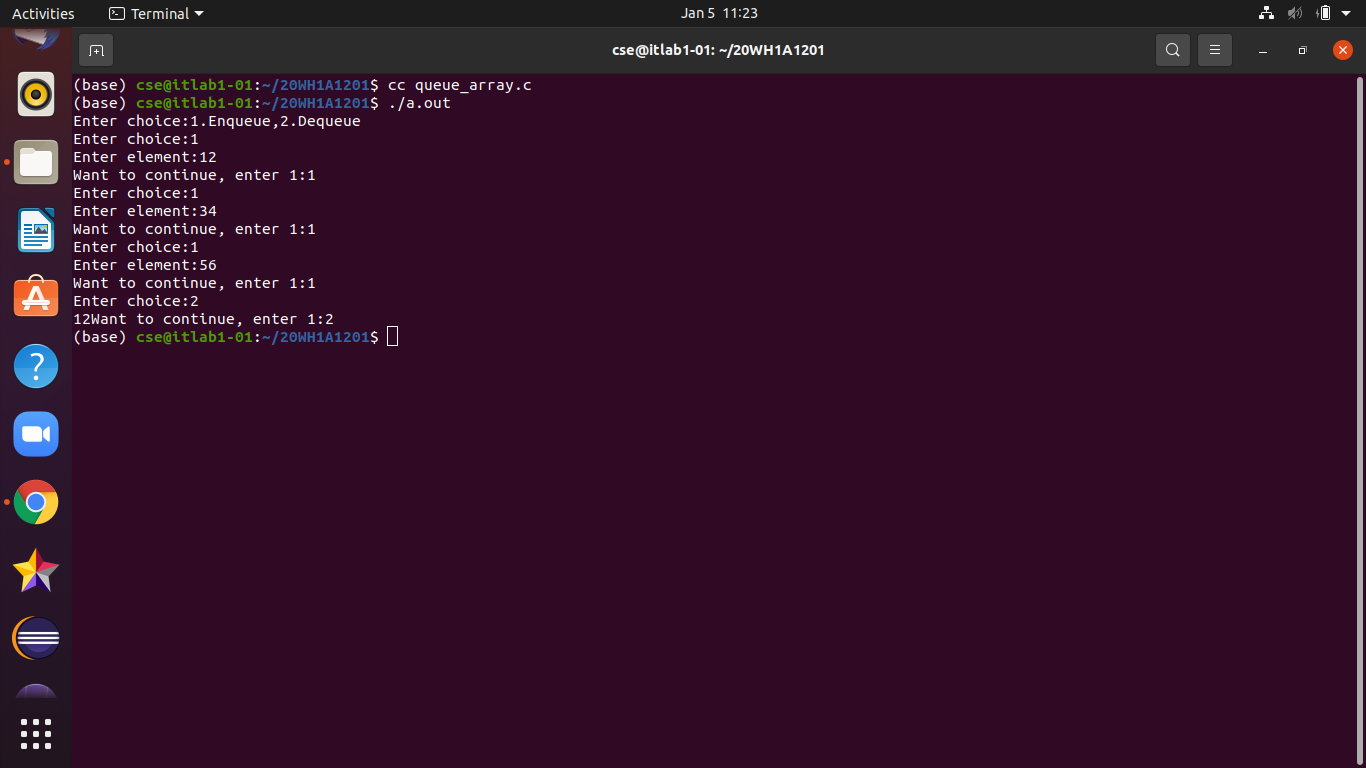 Activities Terminal Jan 5 11:23
cse@itlab1-01: ~/20WH1A1201
(base) cse@itlab1-01:~/20WH1A1201$ cc queue_array.c
(base) cse@itlab1-01:~/20WH1A1201$ ./a.out
Enter choice:1.Enqueue,2.Dequeue
Enter choice:1
Enter element:12
Want to continue, enter 1:1
Enter choice:1
Enter element:34
Want to continue, enter 1:1
Enter choice:1
Enter element:56
Want to continue, enter 1:1
Enter choice:2
12Want to continue, enter 1:2
(base) cse@itlab1-01:~/20WH1A1201$